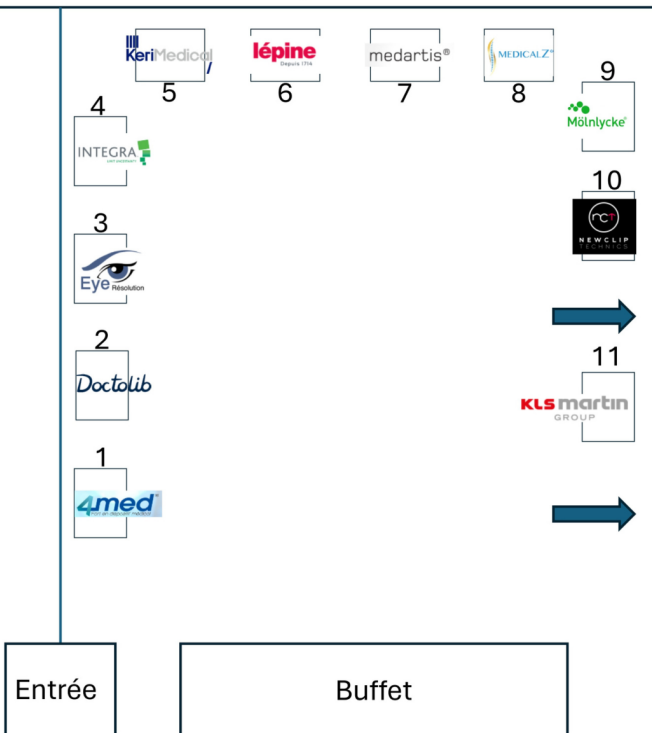 KeriMedical
5
lépine
Depuis 1714
6
medartis®
7
MEDICALZ
8
9
Mölnlycke®
4
INTEGRA
10
NEWCLIP
TECHNICS
3
Eye Résolution
2
Doctolib
11
KLS martin
GROUP
1
4med
Entrée
Buffet